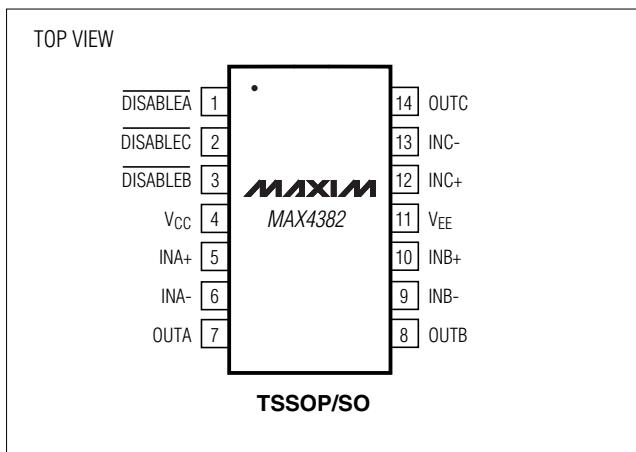 TOP VIEW
DISABLEA 1 14 OUTC
DISABLEC 2 13 INC-
DISABLEB 3 12 INC+
MAXIM
VCC 4 MAX4382 11 VEE
INA+ 5 10 INB+
INA- 6 9 INB-
OUTA 7 8 OUTB
TSSOP/SO